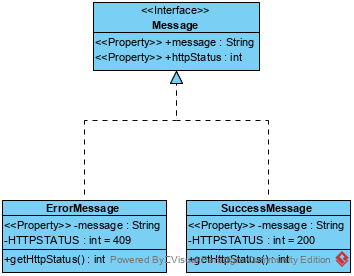 <<Interface>>
Message
<<Property>> +message : String
<<Property>> +httpStatus : int
ErrorMessage
<<Property>> -message : String
-HTTPSTATUS : int = 409
+getHttpStatus() : int
SuccessMessage
<<Property>> -message : String
-HTTPSTATUS : int = 200
+getHttpStatus() : int
Powered By Visual Paradigm Community Edition